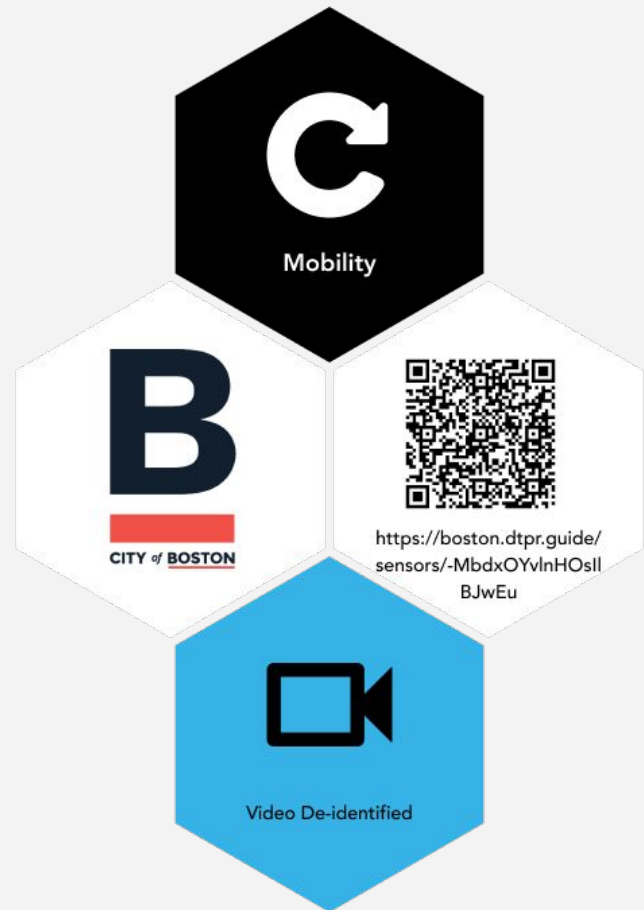 Mobility
B
CITY of BOSTON
https://boston.dtpr.guide/
sensors/-MbdxOYvlnHOsIl
BJwEu
Video De-identified